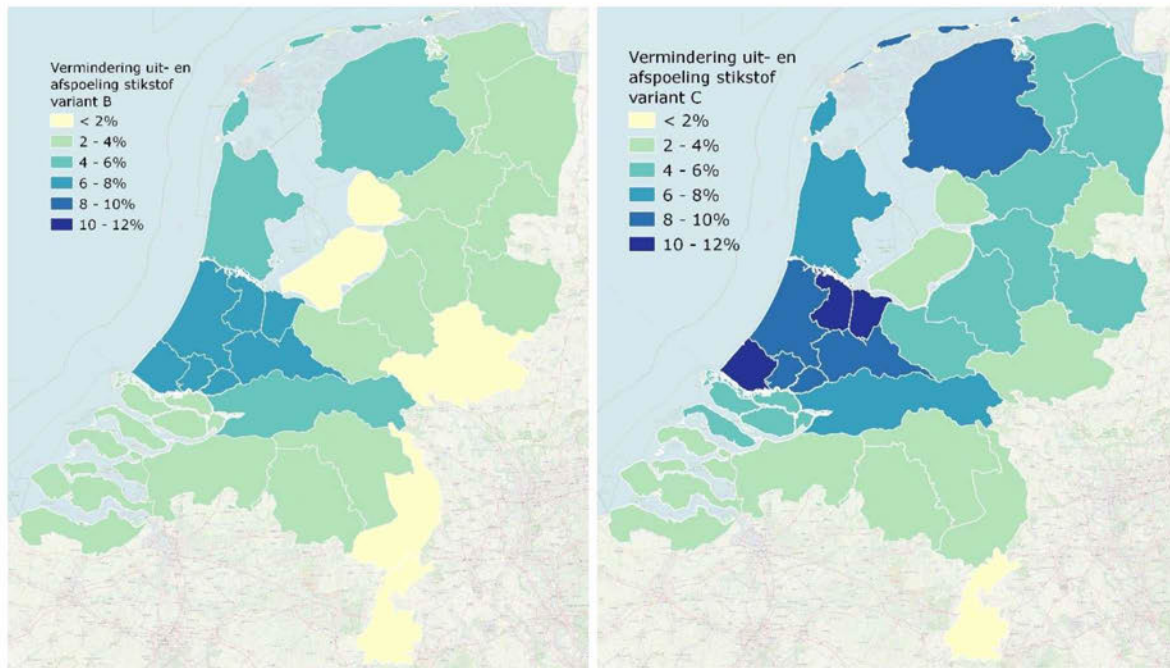 Vermindering uit- en
afspoeling stikstof
variant B
< 2%
2 - 4%
4 - 6%
6 - 8%
8 - 10%
10 - 12%
Vermindering uit- en
afspoeling stikstof
variant C
< 2%
2 - 4%
4 - 6%
6 - 8%
8 - 10%
10 - 12%